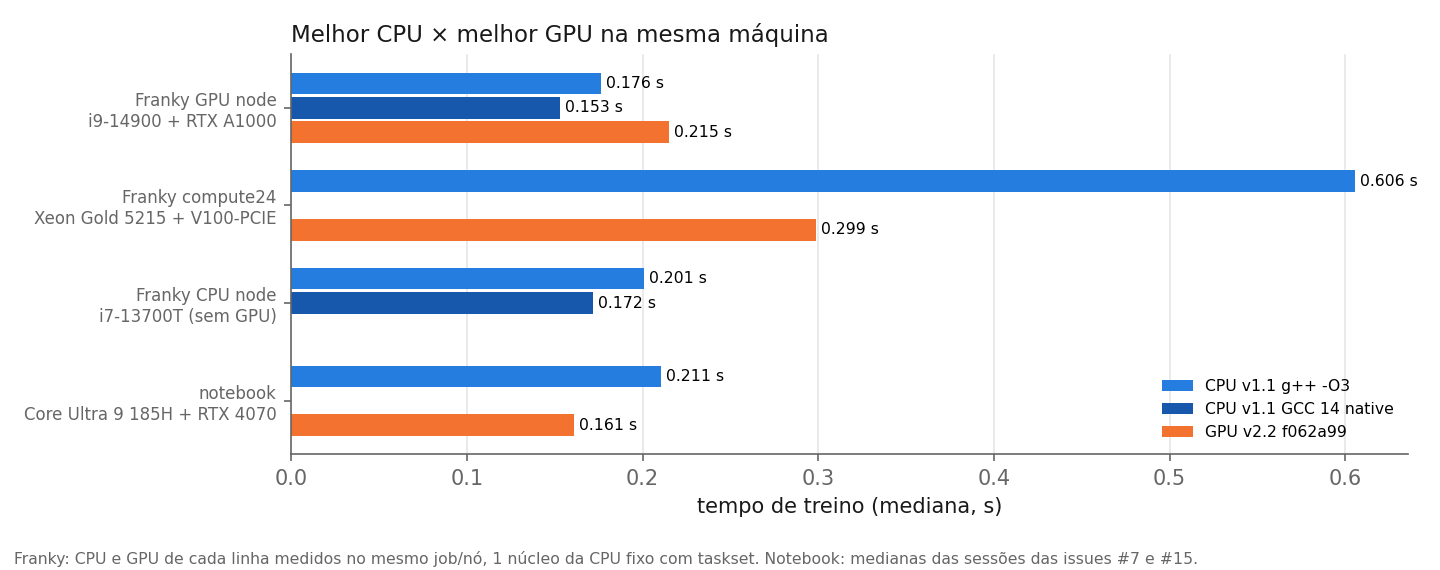 Melhor CPU × melhor GPU na mesma máquina
Franky GPU node
i9-14900 + RTX A1000
0.176 s
0.153 s
0.215 s
Franky compute24
Xeon Gold 5215 + V100-PCIE
0.606 s
0.299 s
Franky CPU node
i7-13700T (sem GPU)
0.201 s
0.172 s
notebook
Core Ultra 9 185H + RTX 4070
0.211 s
0.161 s
CPU v1.1 g++ -O3
CPU v1.1 GCC 14 native
GPU v2.2 f062a99
0.0 0.1 0.2 0.3 0.4 0.5 0.6
tempo de treino (mediana, s)
Franky: CPU e GPU de cada linha medidos no mesmo job/nó, 1 núcleo da CPU fixo com taskset. Notebook: medianas das sessões das issues #7 e #15.